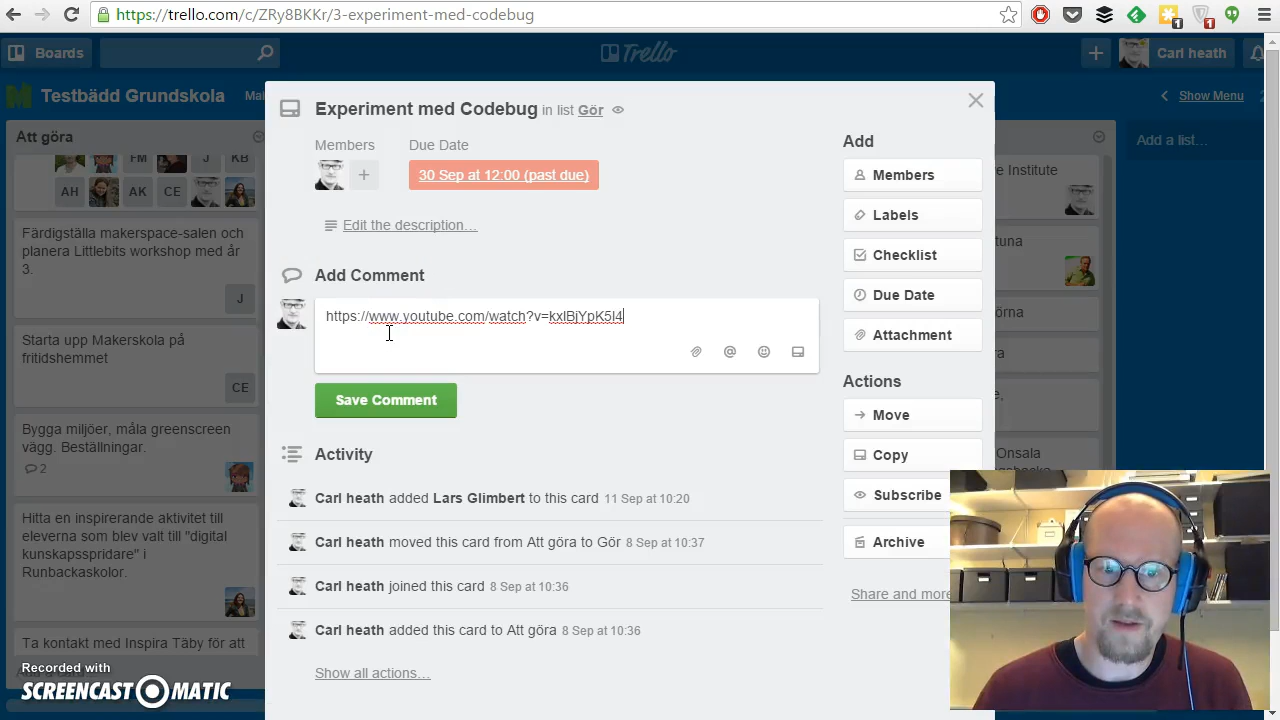 https://trello.com/c/ZRy8BKKr/3-experiment-med-codebug
1
1
Boards
Trello
Carl heath
Testbädd Grundskola
Show Menu
Att göra
FM
J
KB
AH
AK
CE
Färdigställa makerspace-salen och
planera Littlebits workshop med år
3.
J
Starta upp Makerskola på
fritidshemmet
CE
Bygga miljöer, måla greenscreen
vägg. Beställningar.
2
Hitta en inspirerande aktivitet till
eleverna som blev valt till "digital
kunskapsspridare" i
Runbackaskolor.
Ta kontakt med Inspira Täby för att
Recorded with
SCREENCAST-O-MATIC
Experiment med Codebug in list Gör
Members
Due Date
30 Sep at 12:00 (past due)
Edit the description…
Add Comment
https://www.youtube.com/watch?v=kxIBjYpK5I4
Save Comment
Activity
Carl heath added Lars Glimbert to this card 11 Sep at 10:20
Carl heath moved this card from Att göra to Gör 8 Sep at 10:37
Carl heath joined this card 8 Sep at 10:36
Carl heath added this card to Att göra 8 Sep at 10:36
Show all actions…
Add
Members
Labels
Checklist
Due Date
Attachment
Actions
Move
Copy
Subscribe
Archive
Share and more
Institute
Onsala
Add a list…